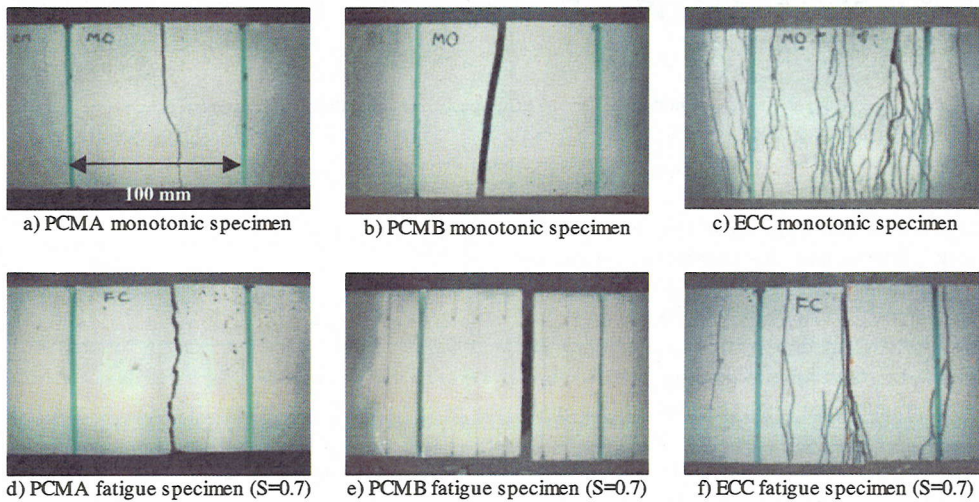 MO
100 mm
a) PCMA monotonic specimen
MO
b) PCMB monotonic specimen
MO
c) ECC monotonic specimen
FC
d) PCMA fatigue specimen (S=0.7)
e) PCMB fatigue specimen (S=0.7)
FC
f) ECC fatigue specimen (S=0.7)